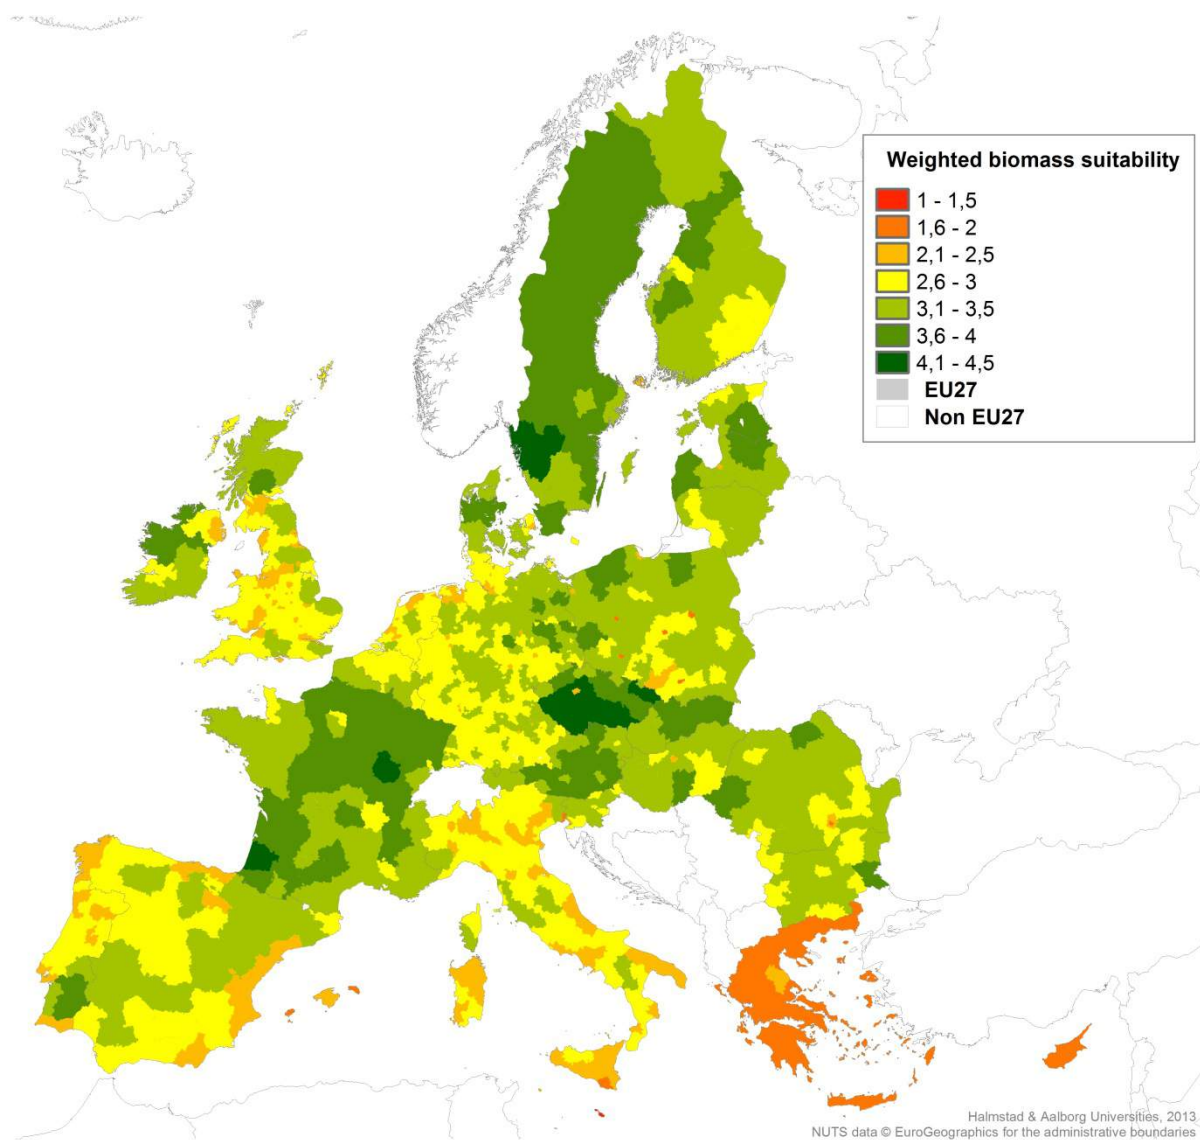 Weighted biomass suitability
1 - 1,5
1,6 - 2
2,1 - 2,5
2,6 - 3
3,1 - 3,5
3,6 - 4
4,1 - 4,5
EU27
Non EU27
Halmstad & Aalborg Universities, 2013
NUTS data © EuroGeographics for the administrative boundaries